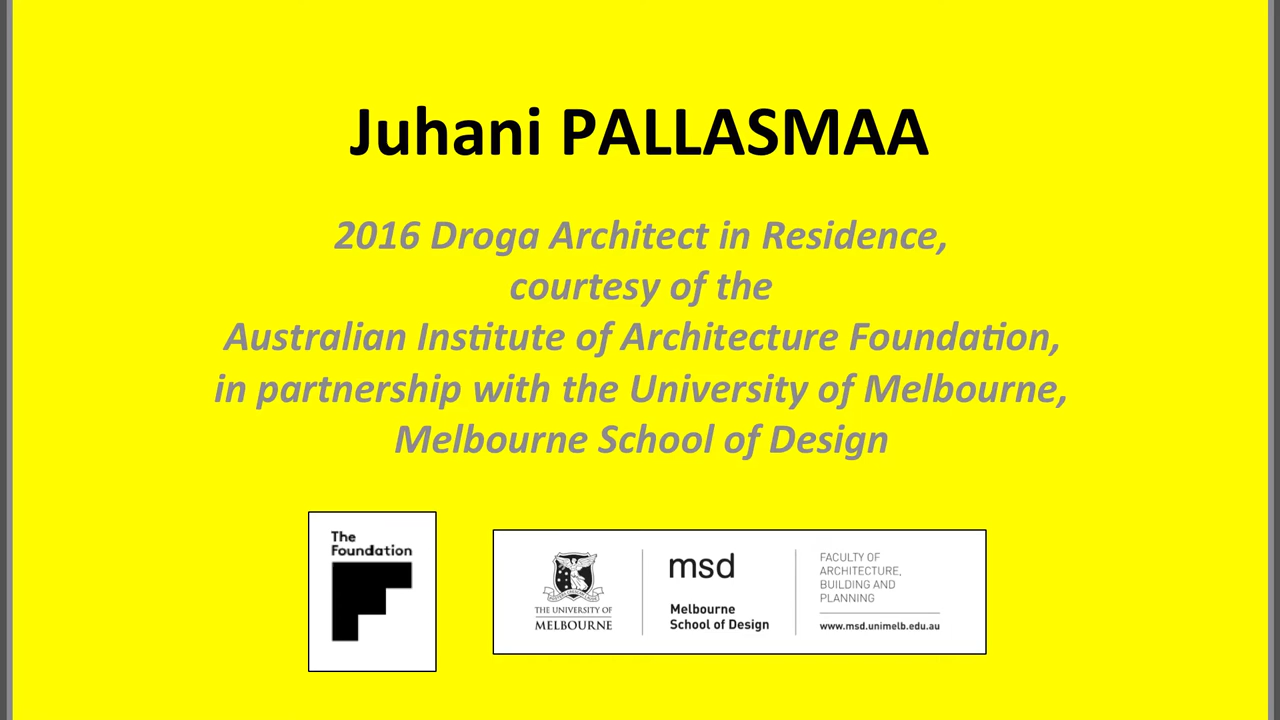 Juhani PALLASMAA
2016 Droga Architect in Residence,
courtesy of the
Australian Institute of Architecture Foundation,
in partnership with the University of Melbourne,
Melbourne School of Design
The
Foundation
THE UNIVERSITY OF
MELBOURNE
msd
Melbourne
School of Design
FACULTY OF
ARCHITECTURE,
BUILDING AND
PLANNING
www.msd.unimelb.edu.au